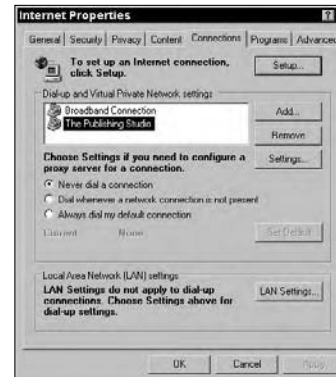 Internet Properties
General Security Privacy Content Connections Programs Advanced
To set up an Internet connection, click Setup.
Setup...
Dial-up and Virtual Private Network settings
Broadband Connection
The Publishing Studio
Add...
Remove
Choose Settings if you need to configure a proxy server for a connection.
Settings...
Never dial a connection
Dial whenever a network connection is not present
Always dial my default connection
Current None
Set Default
Local Area Network (LAN) settings
LAN Settings do not apply to dial-up connections. Choose Settings above for dial-up settings.
LAN Settings...
OK Cancel Apply